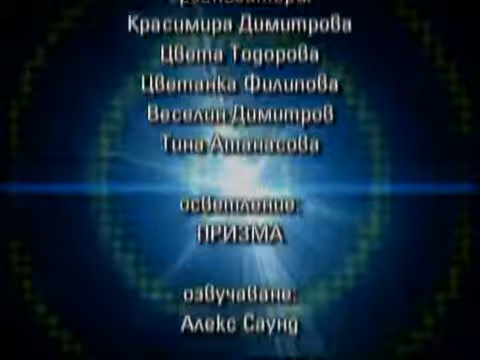 Красимира Димитрова
Цвета Тодорова
Цветанка Филипова
Веселин Димитров
Тина Атанасова
осветление:
ПРИЗМА
озвучаване:
Алекс Саунд